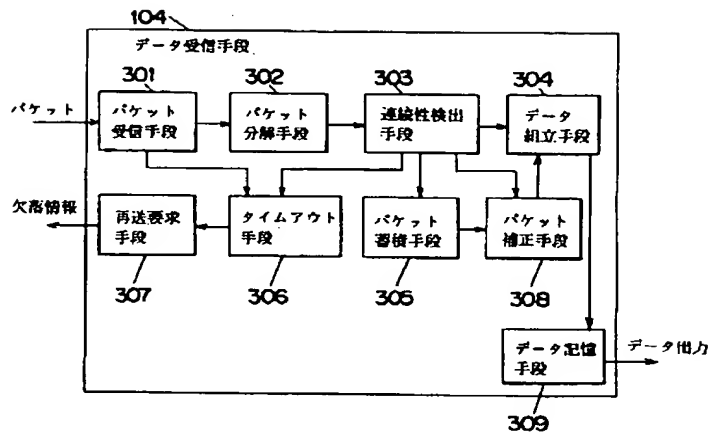 104
データ受信手段
301
302
303
304
パケット
パケット
受信手段
パケット
分解手段
連続性検出
手段
データ
組立手段
欠落情報
再送要求
手段
タイムアウト
手段
パケット
蓄積手段
パケット
補正手段
307
306
305
308
データ記憶
手段
データ出力
309